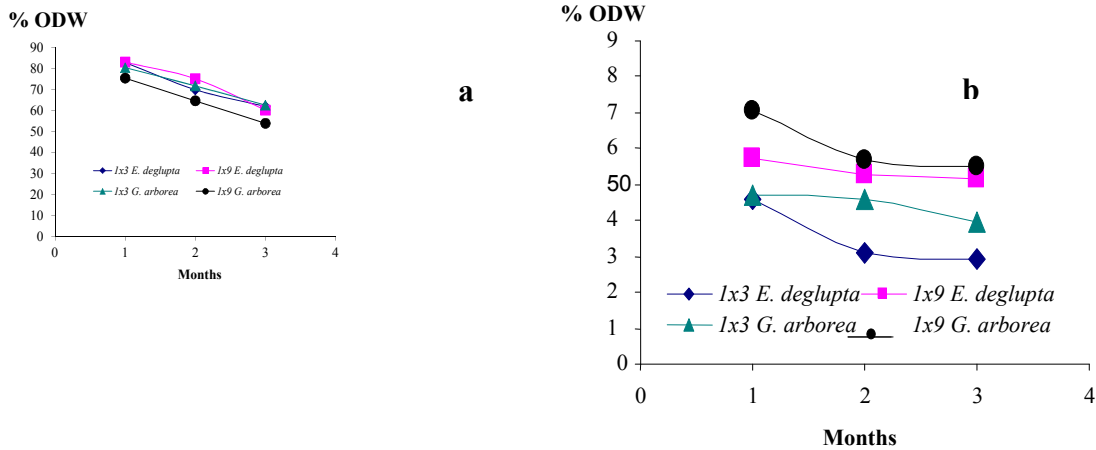 % ODW
90
80
70
60
50
40
30
20
10
0
0 1 2 3 4
Months
1x3 E. deglupta 1x9 E. deglupta
1x3 G. arborea 1x9 G. arborea
a
% ODW
9
8
7
6
50
4
3
2
1
0
0 1 2 3 4
Months
1x3 E. deglupta 1x9 E. deglupta
1x3 G. arborea 1x9 G. arborea
b